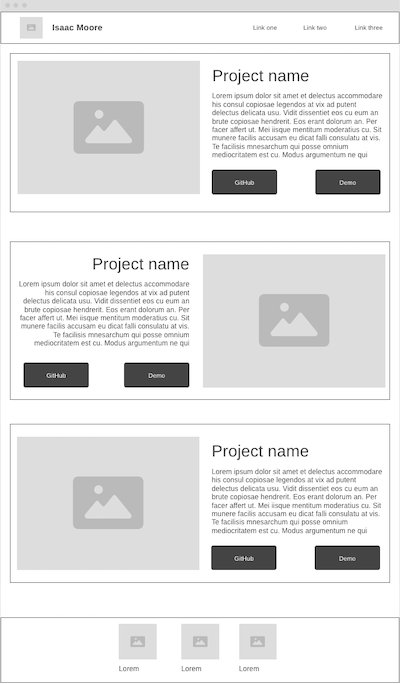 Isaac Moore
Link one Link two Link three
Project name
Lorem ipsum dolor sit amet et delectus accommodare
his consul copiosae legendos at vix ad putent
delectus delicata usu. Vidit dissentiet eos cu eum an
brute copiosae hendrerit. Eos erant dolorum an. Per
facer affert ut. Mei iisque mentitum moderatius cu. Sit
munere facilis accusam eu dicat falli consulatu at vis.
Te facilisis mnesarchum qui posse omnium
mediocritatem est cu. Modus argumentum ne qui
GitHub Demo
Project name
Lorem ipsum dolor sit amet et delectus accommodare
his consul copiosae legendos at vix ad putent
delectus delicata usu. Vidit dissentiet eos cu eum an
brute copiosae hendrerit. Eos erant dolorum an. Per
facer affert ut. Mei iisque mentitum moderatius cu. Sit
munere facilis accusam eu dicat falli consulatu at vis.
Te facilisis mnesarchum qui posse omnium
mediocritatem est cu. Modus argumentum ne qui
GitHub Demo
Project name
Lorem ipsum dolor sit amet et delectus accommodare
his consul copiosae legendos at vix ad putent
delectus delicata usu. Vidit dissentiet eos cu eum an
brute copiosae hendrerit. Eos erant dolorum an. Per
facer affert ut. Mei iisque mentitum moderatius cu. Sit
munere facilis accusam eu dicat falli consulatu at vis.
Te facilisis mnesarchum qui posse omnium
mediocritatem est cu. Modus argumentum ne qui
GitHub Demo
Lorem Lorem Lorem